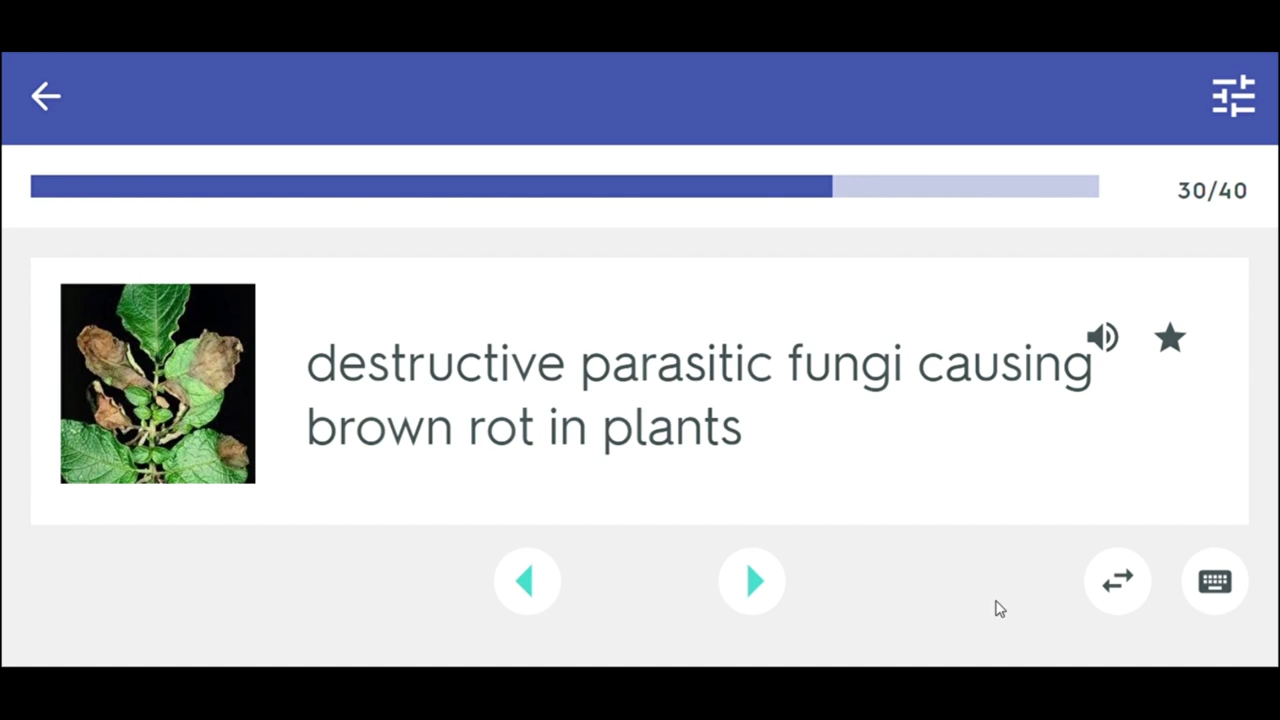 30/40
destructive parasitic fungi causing
brown rot in plants